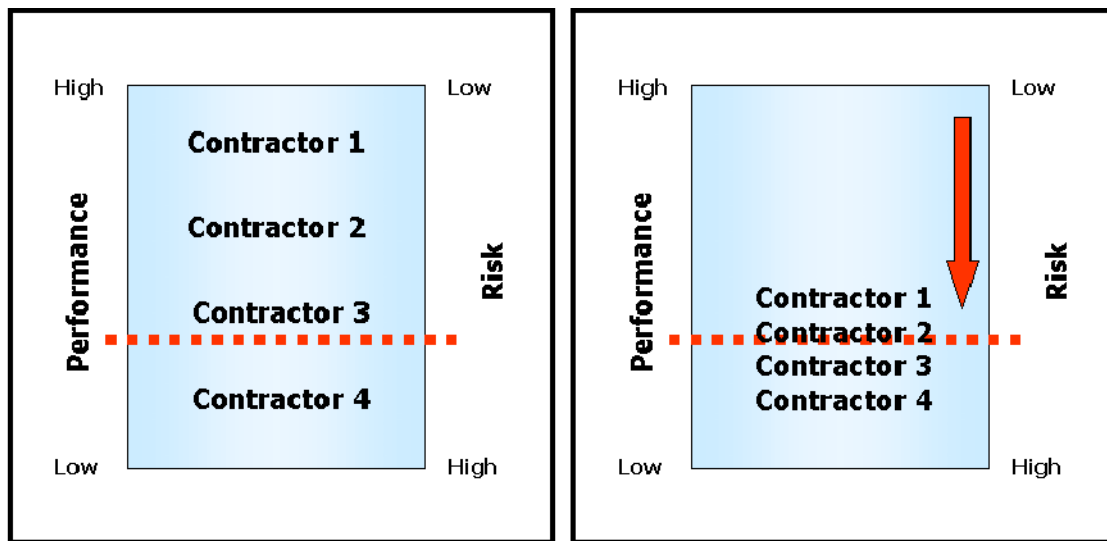 High
Low
Contractor 1
Contractor 2
Performance
Risk
Contractor 3
Contractor 4
Low
High
High
Low
Performance
Risk
Contractor 1
Contractor 2
Contractor 3
Contractor 4
Low
High